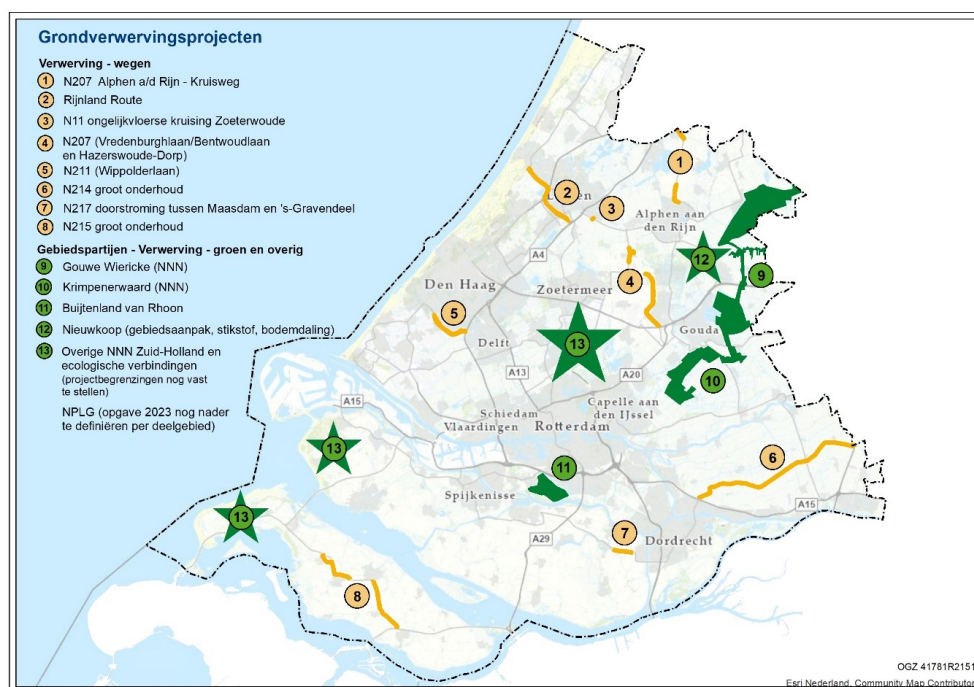 Grondverwervingsprojecten
Verwerving - wegen
1 N207 Alphen a/d Rijn - Kruisweg
2 Rijnland Route
3 N11 ongelijkvloerse kruising Zoeterwoude
4 N207 (Vredenburghlaan/Bentwoudlaan
en Hazerswoude-Dorp)
5 N211 (Wippolderlaan)
6 N214 groot onderhoud
7 N217 doorstroming tussen Maasdam en 's-Gravendeel
8 N215 groot onderhoud
Gebiedspartijen - Verwerving - groen en overig
9 Gouwe Wiericke (NNN)
10 Krimpenerwaard (NNN)
11 Buijtenland van Rhoon
12 Nieuwkoop (gebiedsaanpak, stikstof, bodemdaling)
13 Overige NNN Zuid-Holland en
ecologische verbindingen
(projectbegrenzingen nog vast
te stellen)
NPLG (opgave 2023 nog nader
te definiëren per deelgebied)
1
2
3
Alphen aan
den Rijn
A4
12
9
Den Haag
Zoetermeer
4
5
Delft
13
Gouda
A13
A20
10
A15
Schiedam
Capelle aan
den IJssel
Vlaardingen
Rotterdam
13
11
6
Spijkenisse
A15
13
A29
7
Dordrecht
8
OGZ 41781R2151
Esri Nederland, Community Map Contributor